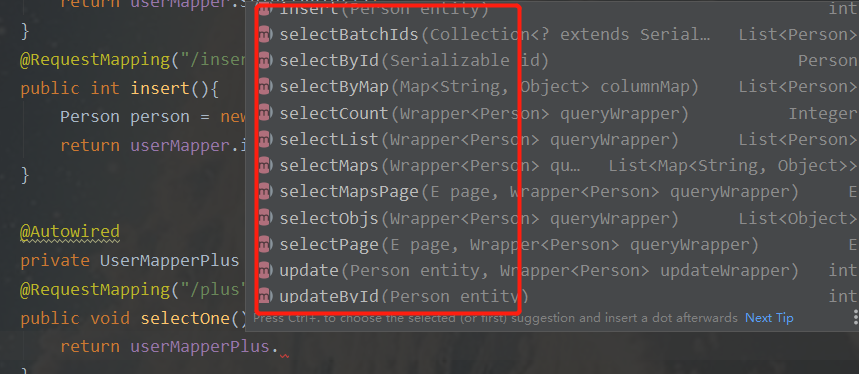 return userMapper.
insert(Person entity) int
}
selectBatchIds(Collection<? extends Serial… List<Person>
@RequestMapping("/inser
selectById(Serializable id) Person
public int insert(){
selectByMap(Map<String, Object> columnMap) List<Person>
Person person = new
selectCount(Wrapper<Person> queryWrapper) Integer
return userMapper.i
selectList(Wrapper<Person> queryWrapper) List<Person>
}
selectMaps(Wrapper<Person> qu… List<Map<String, Object>>
selectMapsPage(E page, Wrapper<Person> queryWrapper) E
selectObjs(Wrapper<Person> queryWrapper) List<Object>
@Autowired
selectPage(E page, Wrapper<Person> queryWrapper) E
private UserMapperPlus
update(Person entity, Wrapper<Person> updateWrapper) int
@RequestMapping("/plus"
updateById(Person entity) int
public void selectOne()
Press Ctrl+. to choose the selected (or first) suggestion and insert a dot afterwards Next Tip
return userMapperPlus.
}